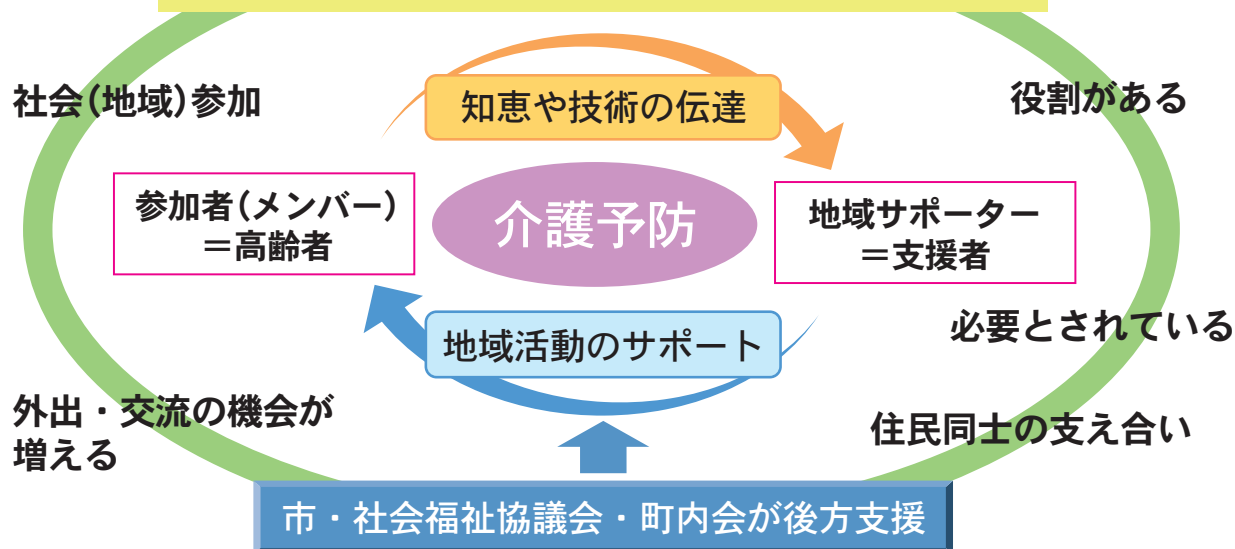 社会(地域)参加
知恵や技術の伝達
役割がある
参加者(メンバー)
＝高齢者
介護予防
地域サポーター
＝支援者
地域活動のサポート
必要とされている
外出・交流の機会が
増える
住民同士の支え合い
市・社会福祉協議会・町内会が後方支援